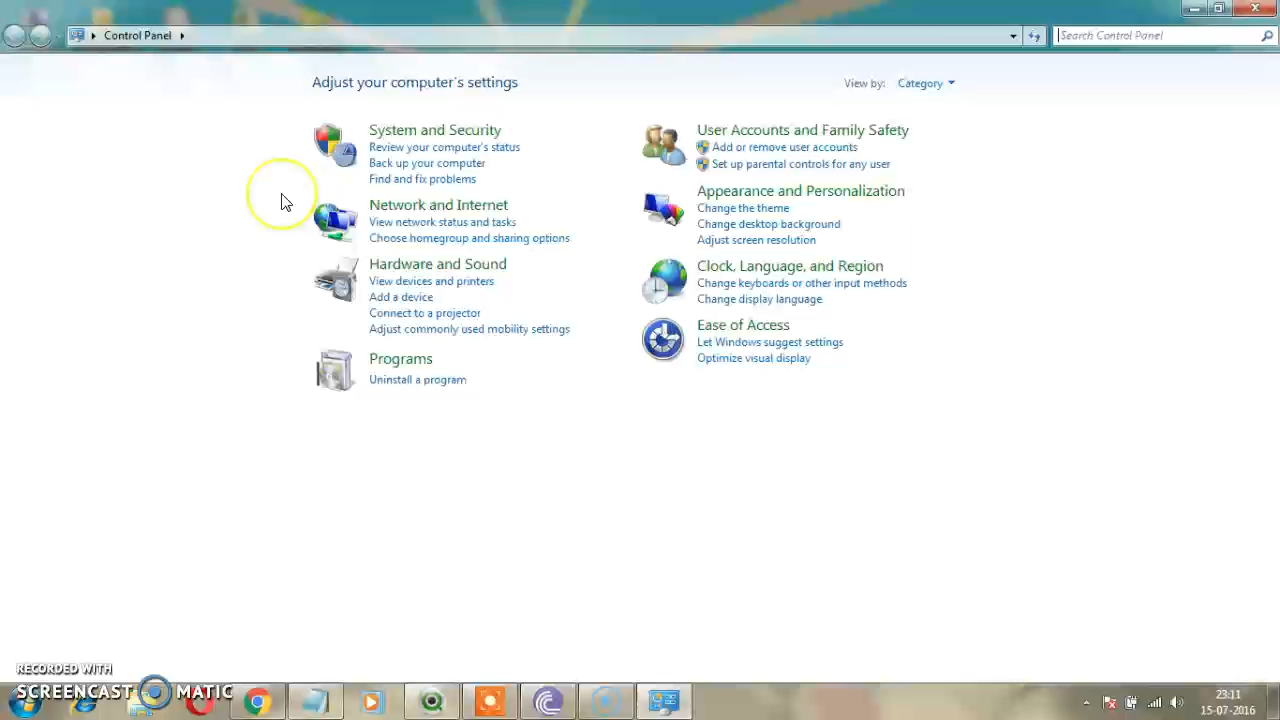 Control Panel
Search Control Panel
Adjust your computer's settings
View by: Category
System and Security
Review your computer's status
Back up your computer
Find and fix problems
Network and Internet
View network status and tasks
Choose homegroup and sharing options
Hardware and Sound
View devices and printers
Add a device
Connect to a projector
Adjust commonly used mobility settings
Programs
Uninstall a program
User Accounts and Family Safety
Add or remove user accounts
Set up parental controls for any user
Appearance and Personalization
Change the theme
Change desktop background
Adjust screen resolution
Clock, Language, and Region
Change keyboards or other input methods
Change display language
Ease of Access
Let Windows suggest settings
Optimize visual display
RECORDED WITH
SCREENCAST MATIC
23:11
15-07-2016